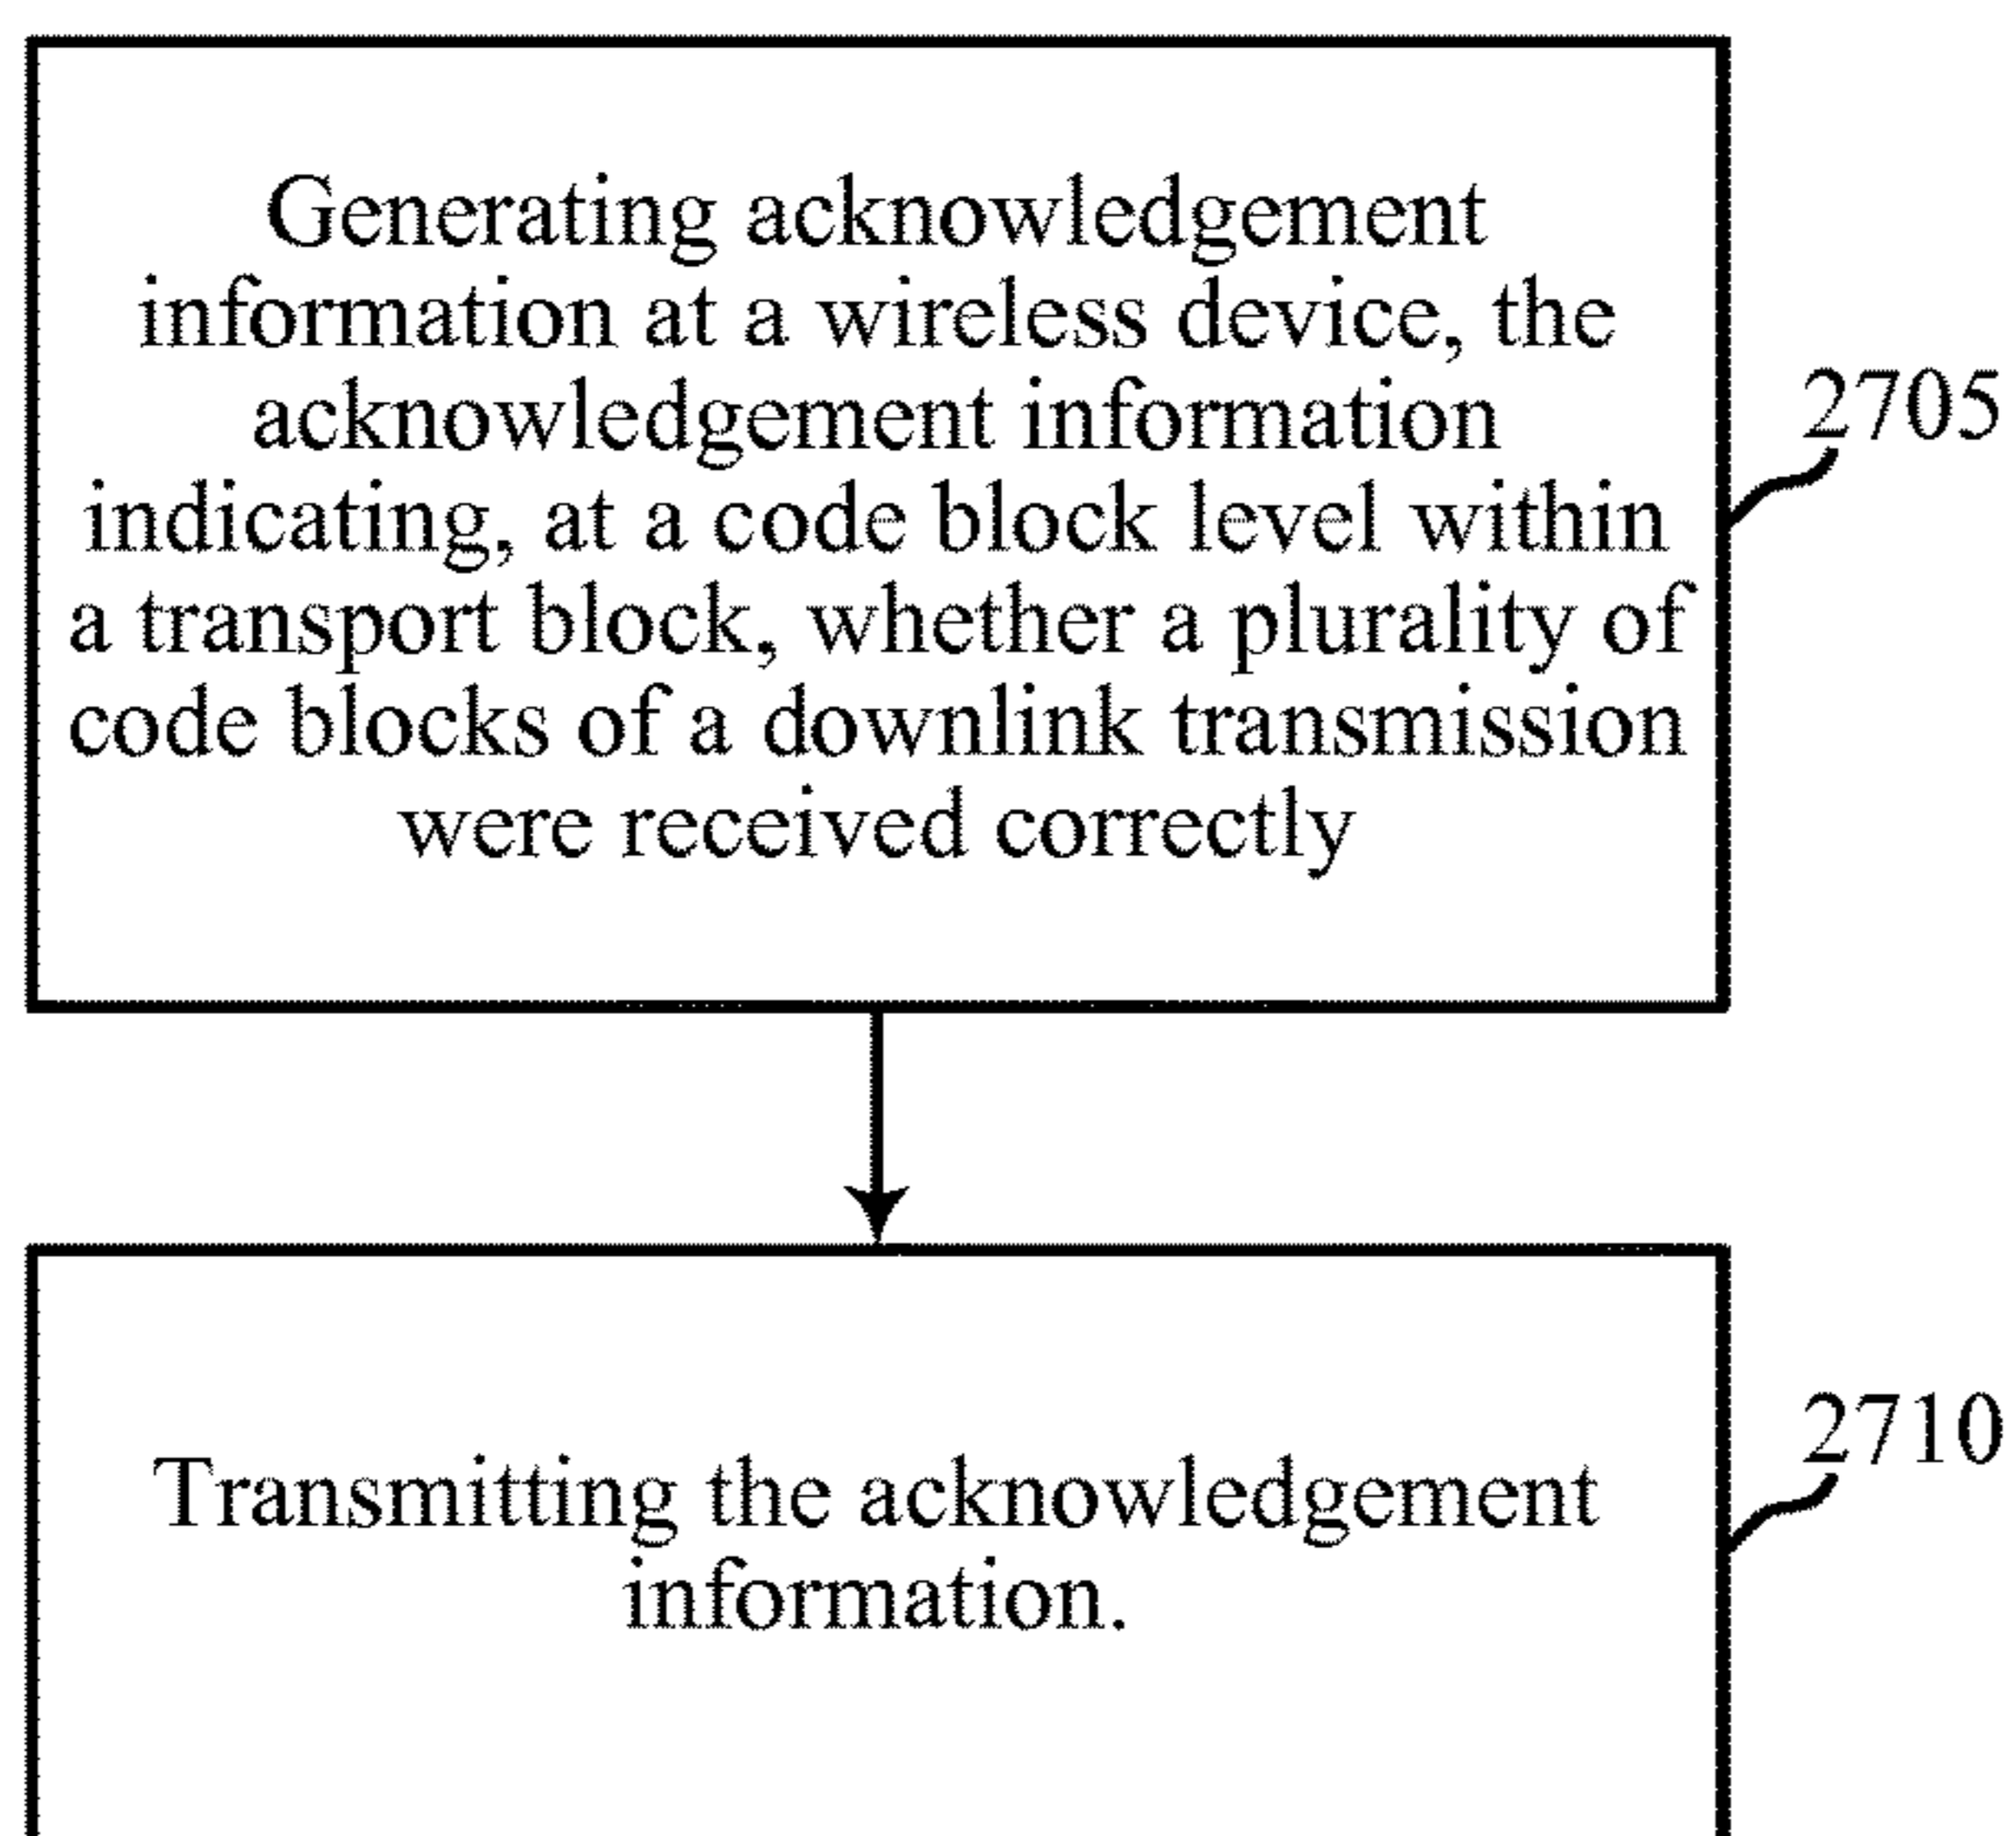 Generating acknowledgement
information at a wireless device, the
acknowledgement information
indicating, at a code block level within
a transport block, whether a plurality of
code blocks of a downlink transmission
were received correctly
2705
Transmitting the acknowledgement
information.
2710